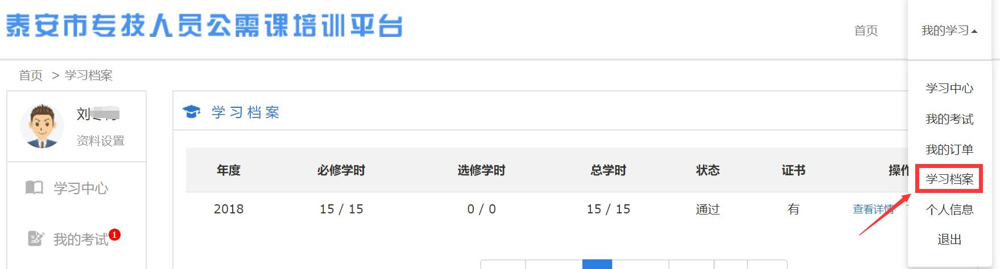 泰安市专技人员公需课培训平台
首页
我的学习
首页 > 学习档案
刘
资料设置
学习中心
我的考试 1
学习档案
年度 必修学时 选修学时 总学时 状态 证书 操作
2018 15 / 15 0 / 0 15 / 15 通过 有 查看详情
学习中心
我的考试
我的订单
学习档案
个人信息
退出